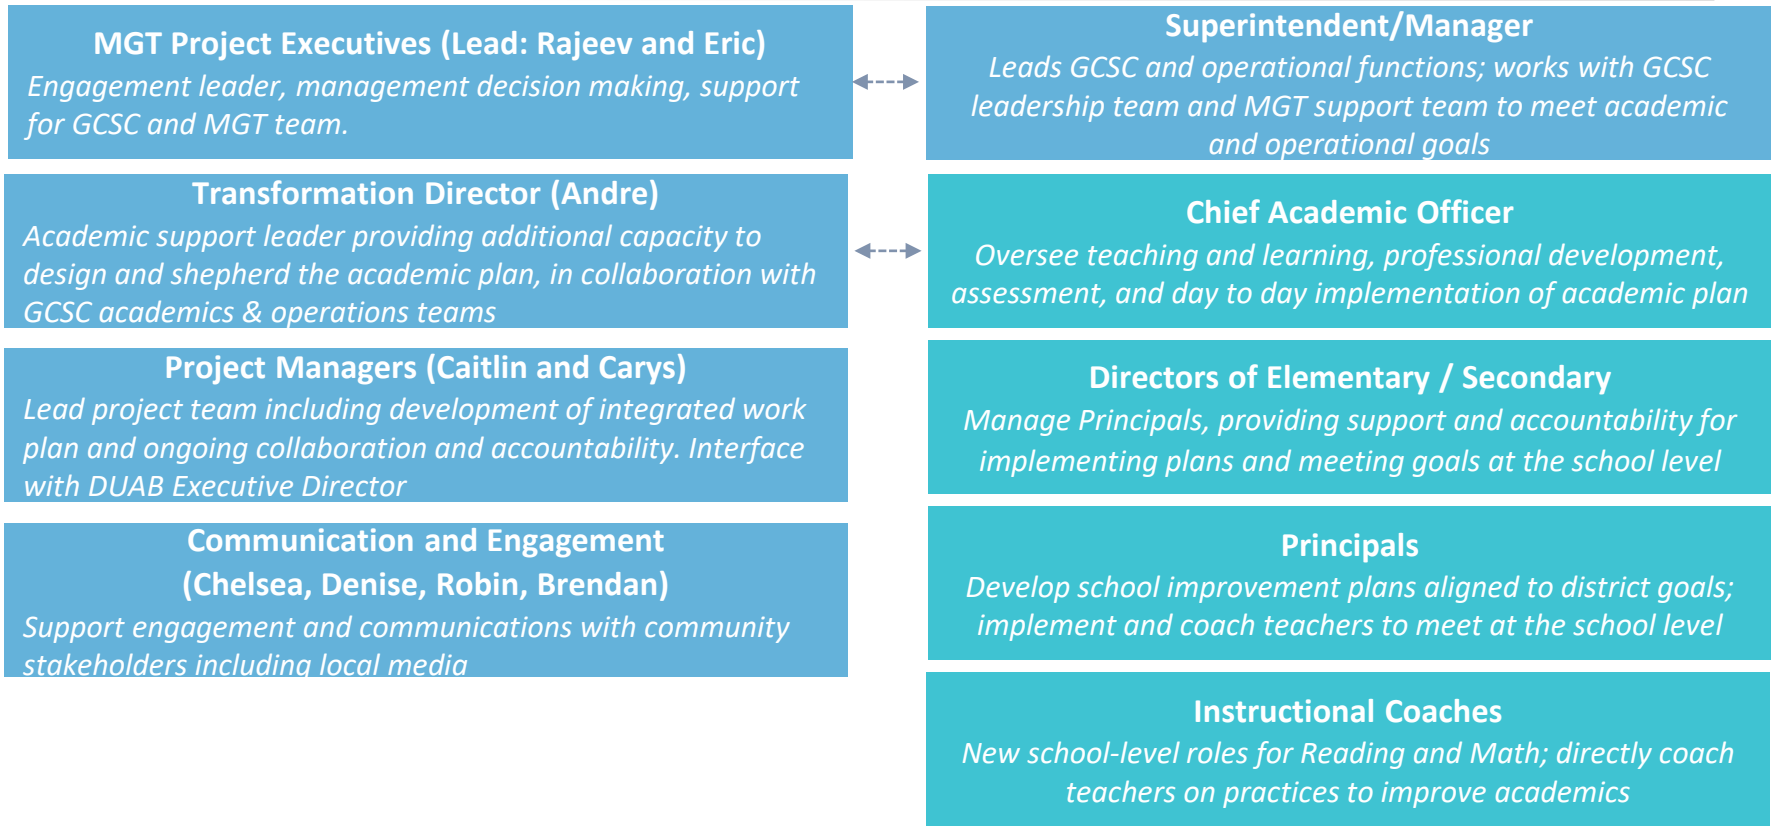 MGT Project Executives (Lead: Rajeev and Eric)
Engagement leader, management decision making, support
for GCSC and MGT team.
Transformation Director (Andre)
Academic support leader providing additional capacity to
design and shepherd the academic plan, in collaboration with
GCSC academics & operations teams
Project Managers (Caitlin and Carys)
Lead project team including development of integrated work
plan and ongoing collaboration and accountability. Interface
with DUAB Executive Director
Communication and Engagement
(Chelsea, Denise, Robin, Brendan)
Support engagement and communications with community
stakeholders including local media
Superintendent/Manager
Leads GCSC and operational functions; works with GCSC
leadership team and MGT support team to meet academic
and operational goals
Chief Academic Officer
Oversee teaching and learning, professional development,
assessment, and day to day implementation of academic plan
Directors of Elementary / Secondary
Manage Principals, providing support and accountability for
implementing plans and meeting goals at the school level
Principals
Develop school improvement plans aligned to district goals;
implement and coach teachers to meet at the school level
Instructional Coaches
New school-level roles for Reading and Math; directly coach
teachers on practices to improve academics